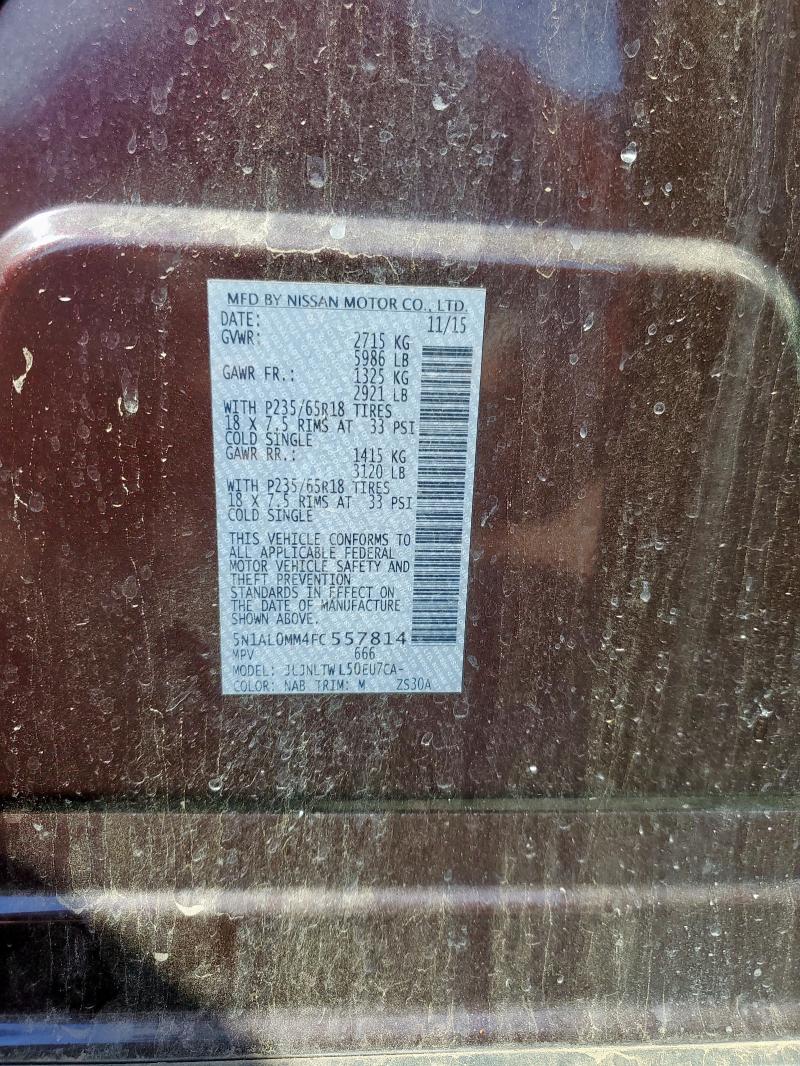 MFD BY NISSAN MOTOR CO., LTD.
DATE: 11/15
GVWR: 2715 KG
5986 LB
GAWR FR.: 1325 KG
2921 LB
WITH P235/65R18 TIRES
18 X 7.5 RIMS AT 33 PSI
COLD SINGLE
GAWR RR.: 1415 KG
3120 LB
WITH P235/65R18 TIRES
18 X 7.5 RIMS AT 33 PSI
COLD SINGLE
THIS VEHICLE CONFORMS TO
ALL APPLICABLE FEDERAL
MOTOR VEHICLE SAFETY AND
THEFT PREVENTION
STANDARDS IN EFFECT ON
THE DATE OF MANUFACTURE
SHOWN ABOVE.
5N1AL0MM4FC557814
MPV 666
MODEL: JLJNLTWL50EU7CA-
COLOR: NAB TRIM: M ZS30A